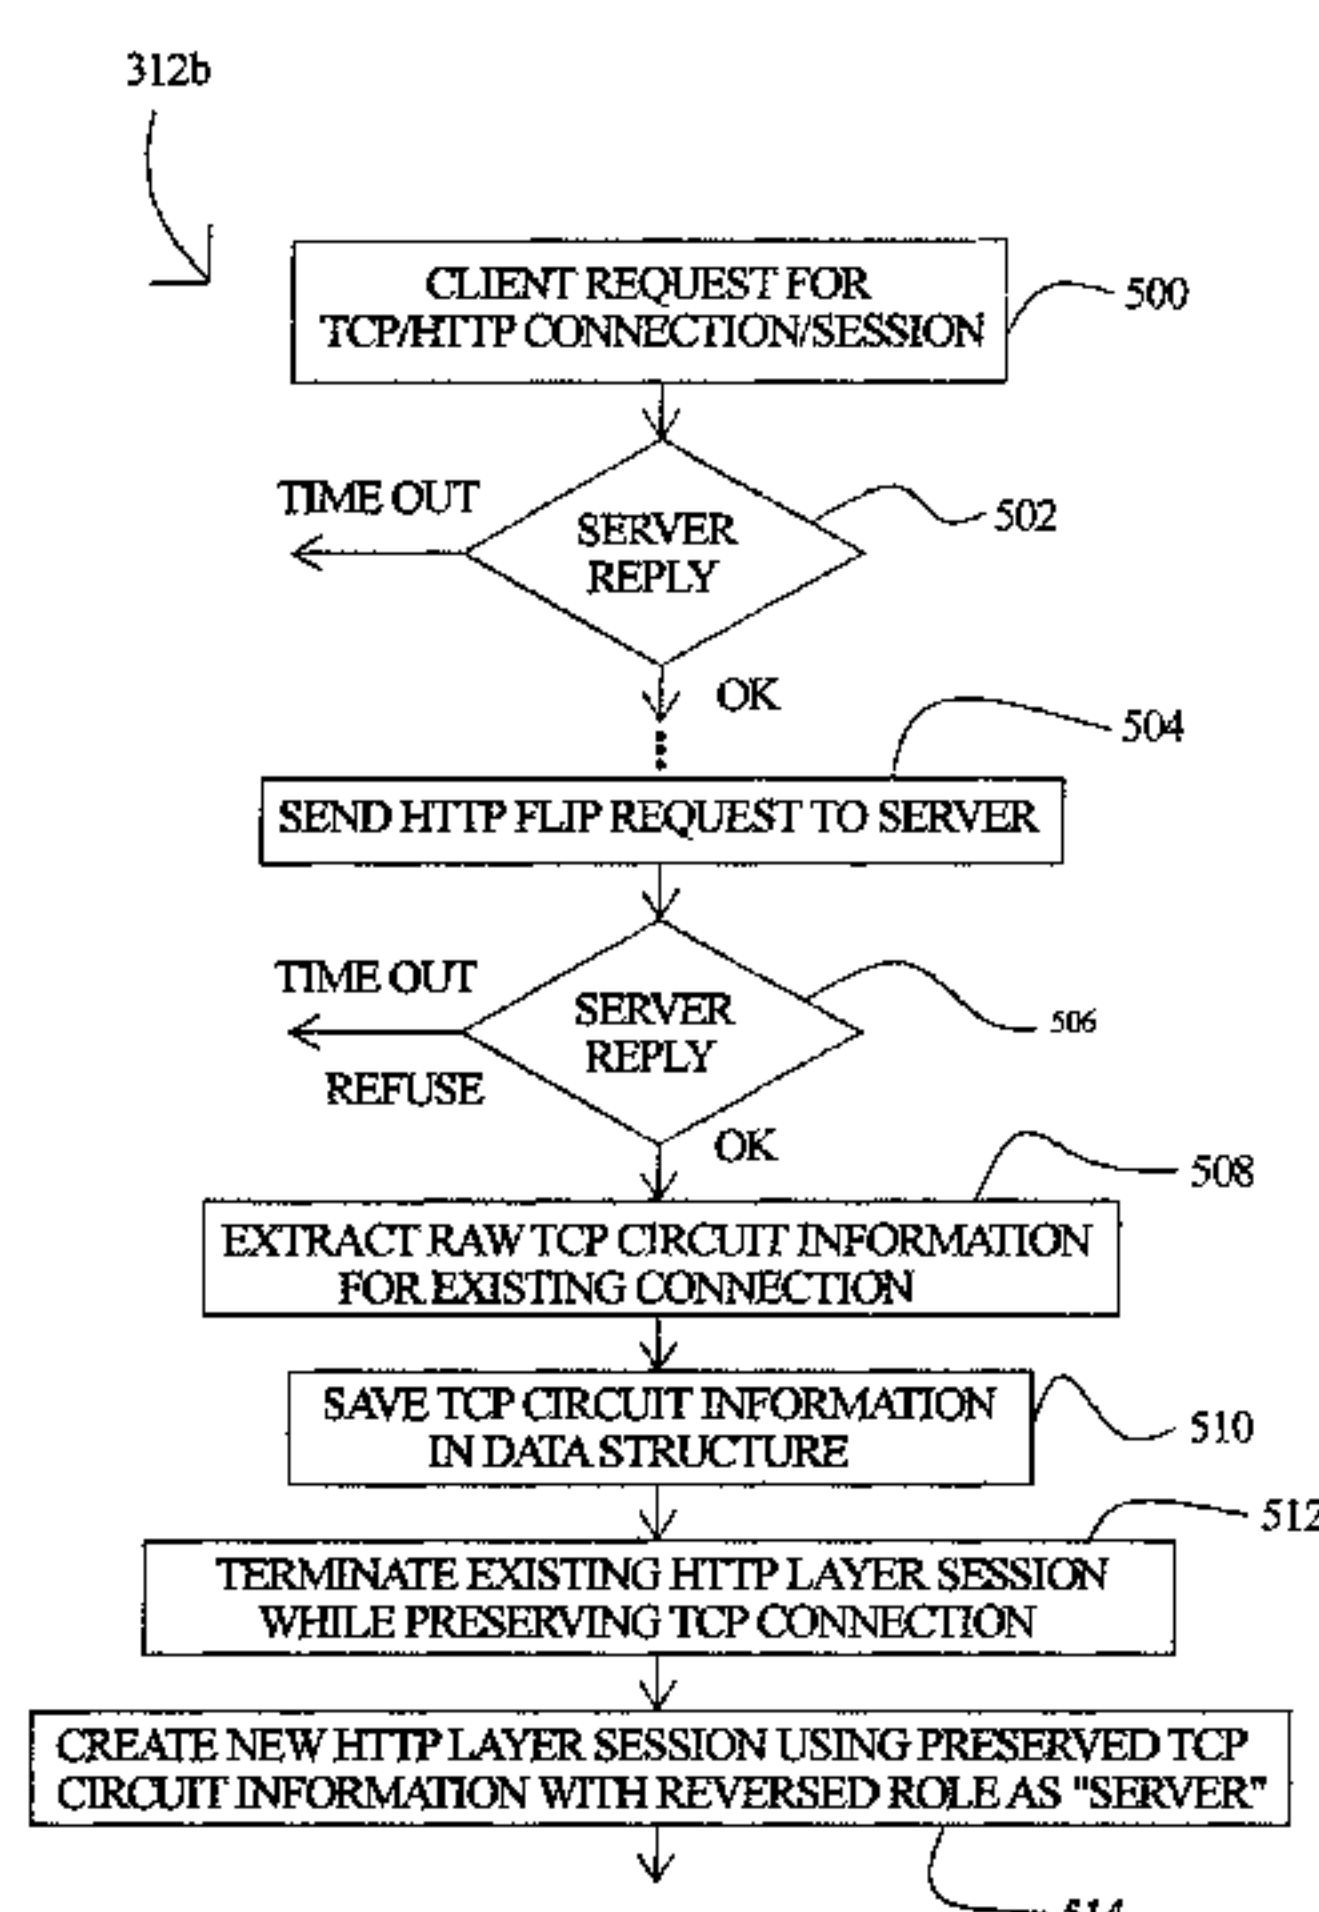 312b
CLIENT REQUEST FOR
TCP/HTTP CONNECTION/SESSION
500
TIME OUT
SERVER
REPLY
502
OK
504
SEND HTTP FLIP REQUEST TO SERVER
TIME OUT
SERVER
REPLY
506
REFUSE
OK
508
EXTRACT RAW TCP CIRCUIT INFORMATION
FOR EXISTING CONNECTION
SAVE TCP CIRCUIT INFORMATION
IN DATA STRUCTURE
510
512
TERMINATE EXISTING HTTP LAYER SESSION
WHILE PRESERVING TCP CONNECTION
CREATE NEW HTTP LAYER SESSION USING PRESERVED TCP
CIRCUIT INFORMATION WITH REVERSED ROLE AS "SERVER"